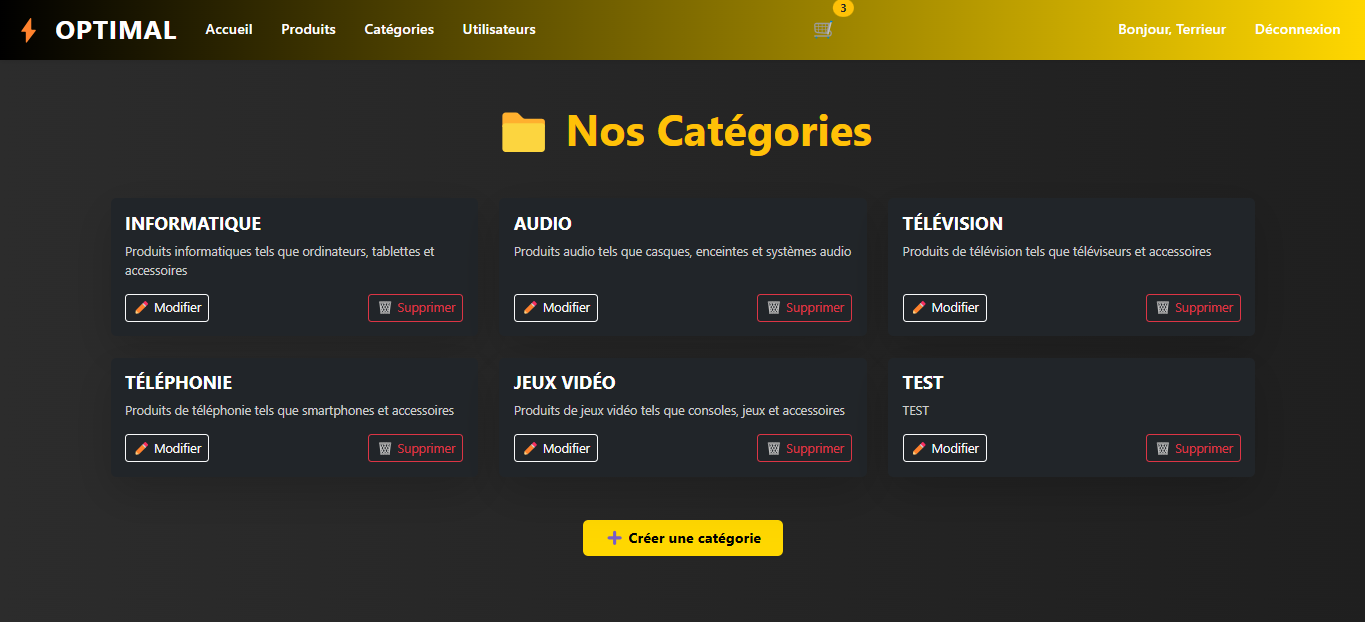 OPTIMAL Accueil Produits Catégories Utilisateurs 3 Bonjour, Terrieur Déconnexion
Nos Catégories
INFORMATIQUE
Produits informatiques tels que ordinateurs, tablettes et
accessoires
Modifier Supprimer
AUDIO
Produits audio tels que casques, enceintes et systèmes audio
Modifier Supprimer
TÉLÉVISION
Produits de télévision tels que téléviseurs et accessoires
Modifier Supprimer
TÉLÉPHONIE
Produits de téléphonie tels que smartphones et accessoires
Modifier Supprimer
JEUX VIDÉO
Produits de jeux vidéo tels que consoles, jeux et accessoires
Modifier Supprimer
TEST
TEST
Modifier Supprimer
Créer une catégorie